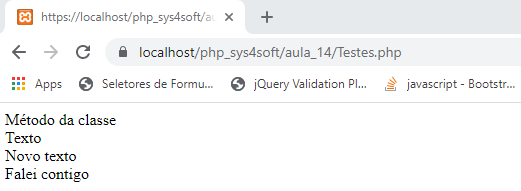 https://localhost/php_sys4soft/au
localhost/php_sys4soft/aula_14/Testes.php
Apps Seletores de Formu... jQuery Validation Pl... javascript - Bootstr...
Método da classe
Texto
Novo texto
Falei contigo